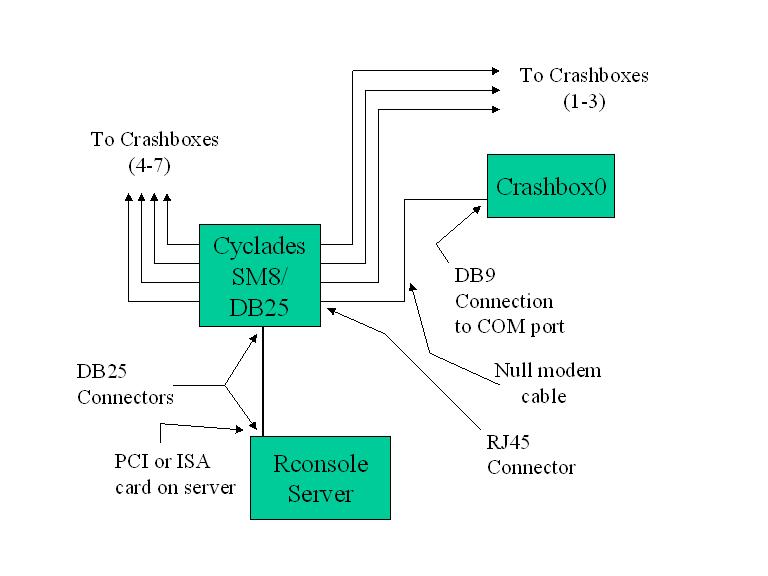 To Crashboxes
(1-3)
To Crashboxes
(4-7)
Crashbox0
Cyclades
SM8/
DB25
DB9
Connection
to COM port
DB25
Connectors
Null modem
cable
PCI or ISA
card on server
Rconsole
Server
RJ45
Connector